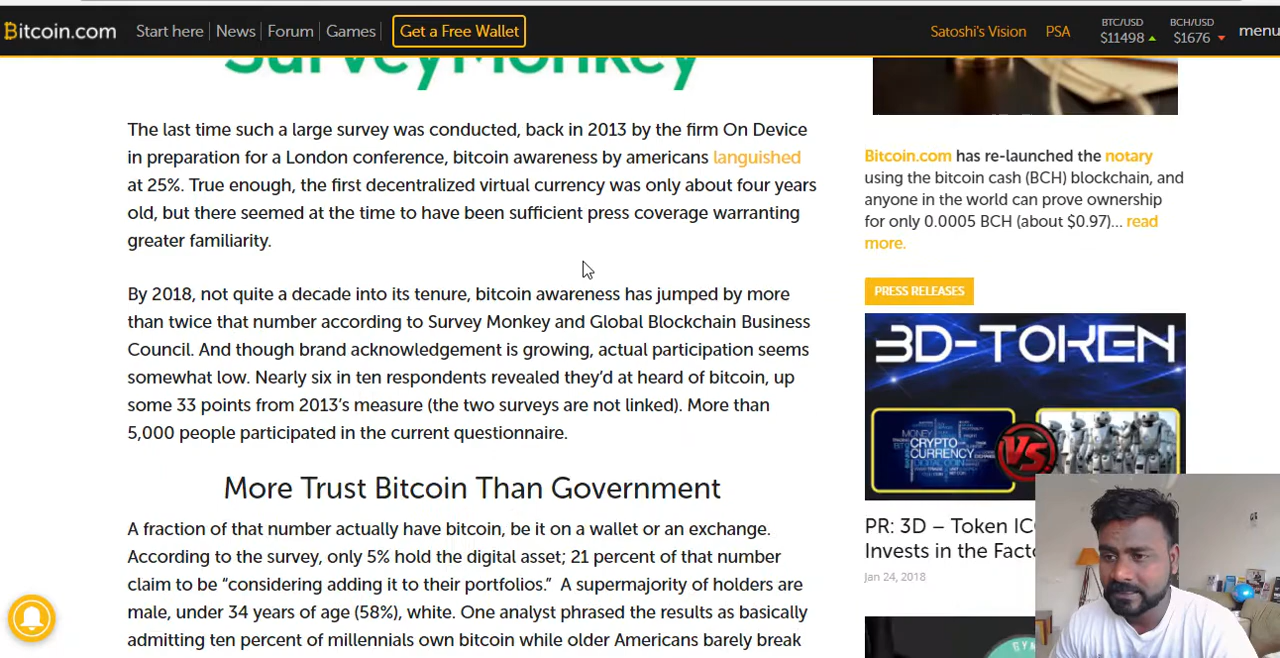 Bitcoin.com
Start here
News
Forum
Games
Get a Free Wallet
Satoshi's Vision
PSA
BTC/USD
$11498
BCH/USD
$1676
menu
SurveyMonkey
The last time such a large survey was conducted, back in 2013 by the firm On Device
in preparation for a London conference, bitcoin awareness by americans languished
at 25%. True enough, the first decentralized virtual currency was only about four years
old, but there seemed at the time to have been sufficient press coverage warranting
greater familiarity.
By 2018, not quite a decade into its tenure, bitcoin awareness has jumped by more
than twice that number according to Survey Monkey and Global Blockchain Business
Council. And though brand acknowledgement is growing, actual participation seems
somewhat low. Nearly six in ten respondents revealed they'd at heard of bitcoin, up
some 33 points from 2013's measure (the two surveys are not linked). More than
5,000 people participated in the current questionnaire.
More Trust Bitcoin Than Government
A fraction of that number actually have bitcoin, be it on a wallet or an exchange.
According to the survey, only 5% hold the digital asset; 21 percent of that number
claim to be “considering adding it to their portfolios.” A supermajority of holders are
male, under 34 years of age (58%), white. One analyst phrased the results as basically
admitting ten percent of millennials own bitcoin while older Americans barely break
Bitcoin.com has re-launched the notary
using the bitcoin cash (BCH) blockchain, and
anyone in the world can prove ownership
for only 0.0005 BCH (about $0.97)... read
more.
PRESS RELEASES
3D-TOKEN
MONEY
CRYPTO
CURRENCY
VS
PR: 3D – Token IC
Invests in the Facto
Jan 24, 2018